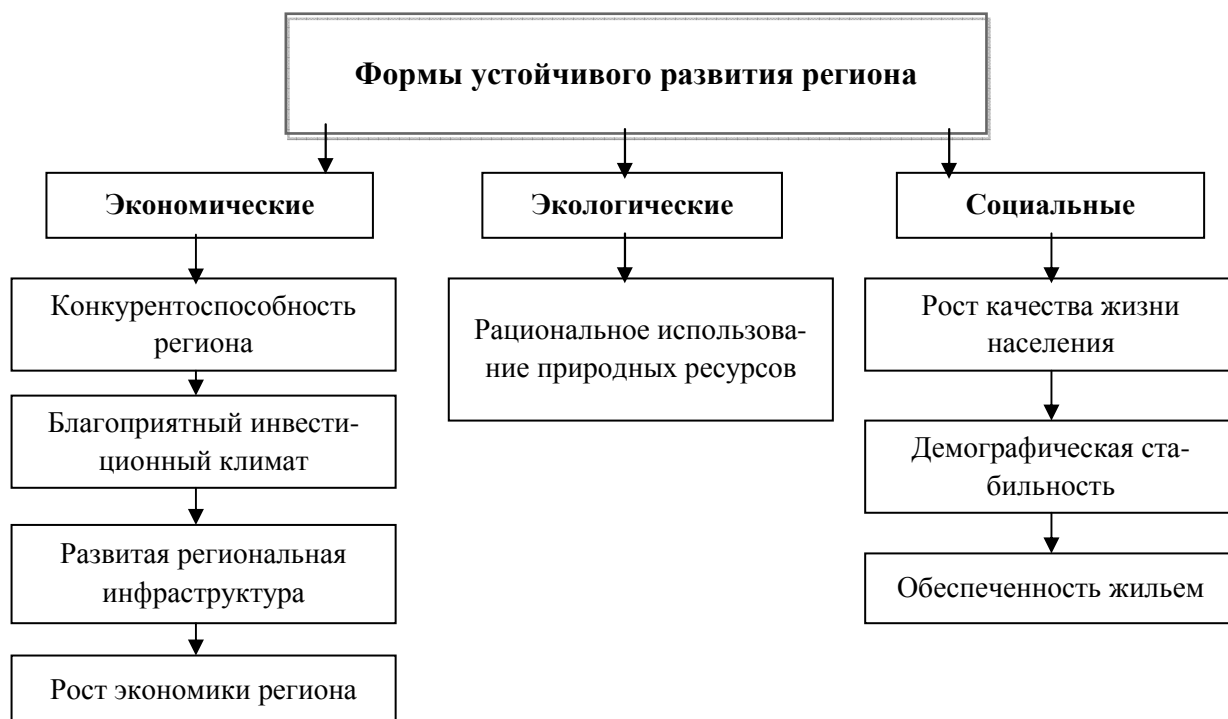 Формы устойчивого развития региона
Экономические
Экологические
Социальные
Конкурентоспособность
региона
Благоприятный инвести-
ционный климат
Развитая региональная
инфраструктура
Рост экономики региона
Рациональное использова-
ние природных ресурсов
Рост качества жизни
населения
Демографическая ста-
бильность
Обеспеченность жильем